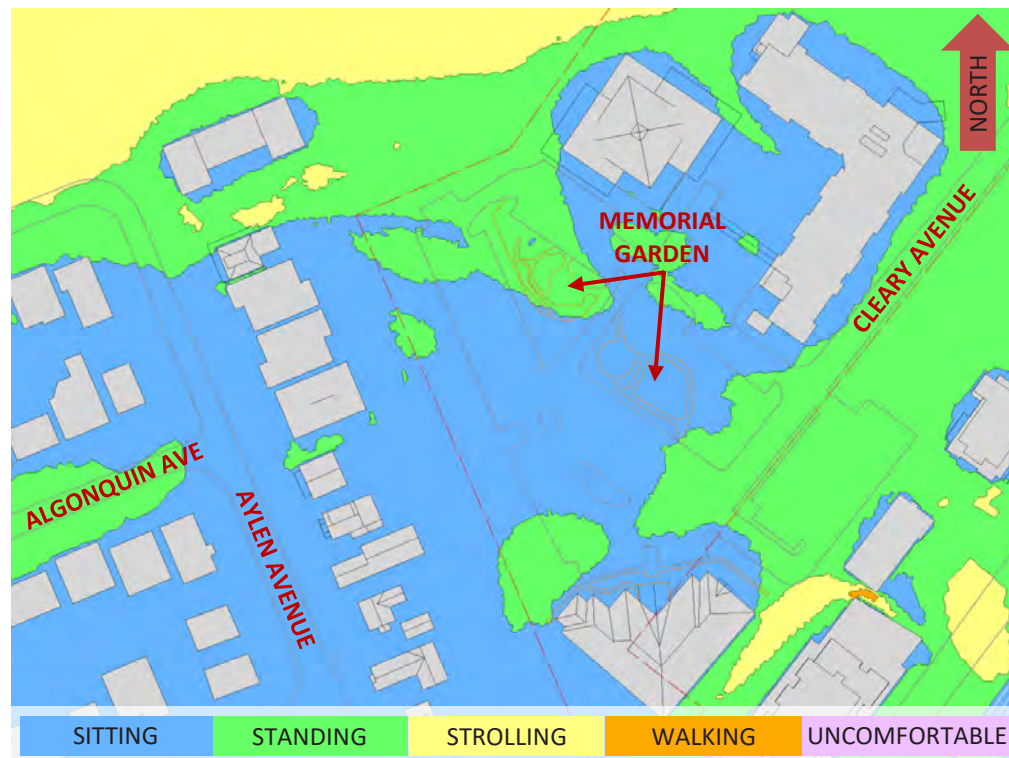 NORTH
MEMORIAL
GARDEN
CLEARY AVENUE
ALGONQUIN AVE
AYLEN AVENUE
SITTING
STANDING
STROLLING
WALKING
UNCOMFORTABLE